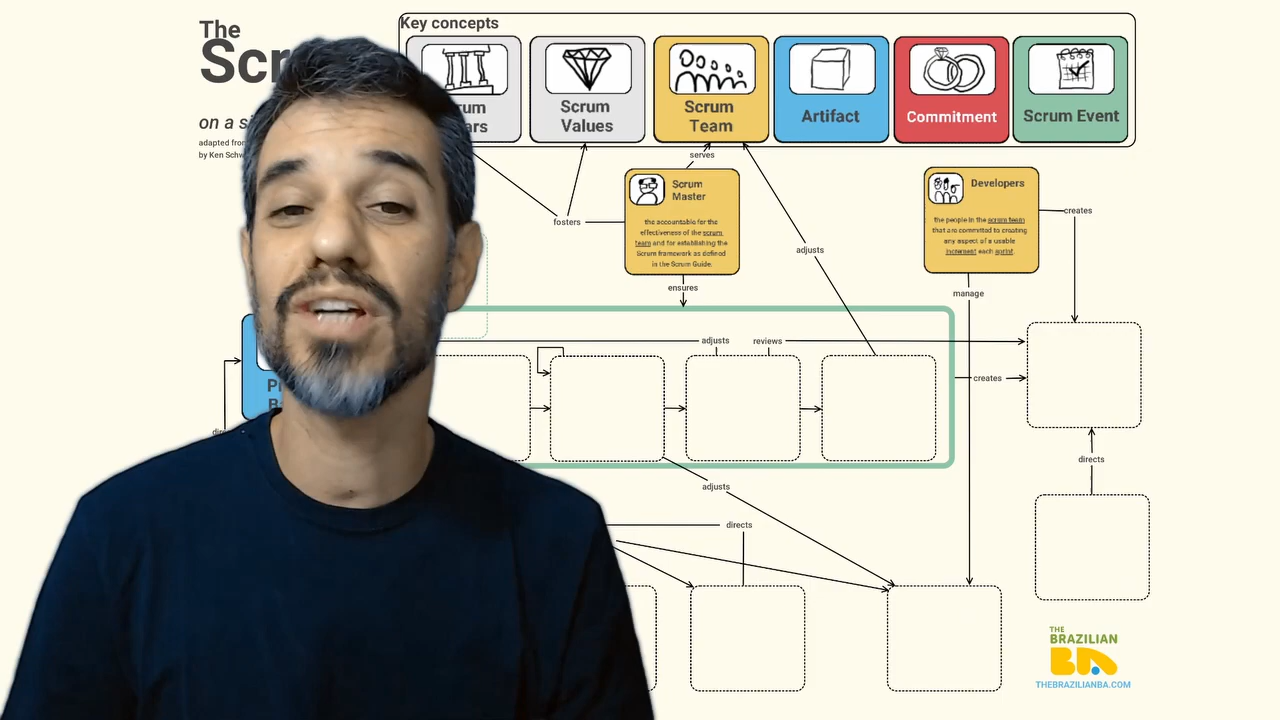 The
Key concepts
Scrum
Values
Scrum
Team
Artifact
Commitment
Scrum Event
on a
adapted from
by Ken
serves
Scrum
Master
the accountable for the
effectiveness of the scrum
team and for establishing the
Scrum framework as defined
in the Scrum Guide.
Developers
the people in the scrum team
that are committed to creating
any aspect of a usable
increment each sprint.
creates
fosters
adjusts
ensures
manage
adjusts
reviews
creates
directs
adjusts
directs
THE
BRAZILIAN
BA
THEBRAZILIANBA.COM